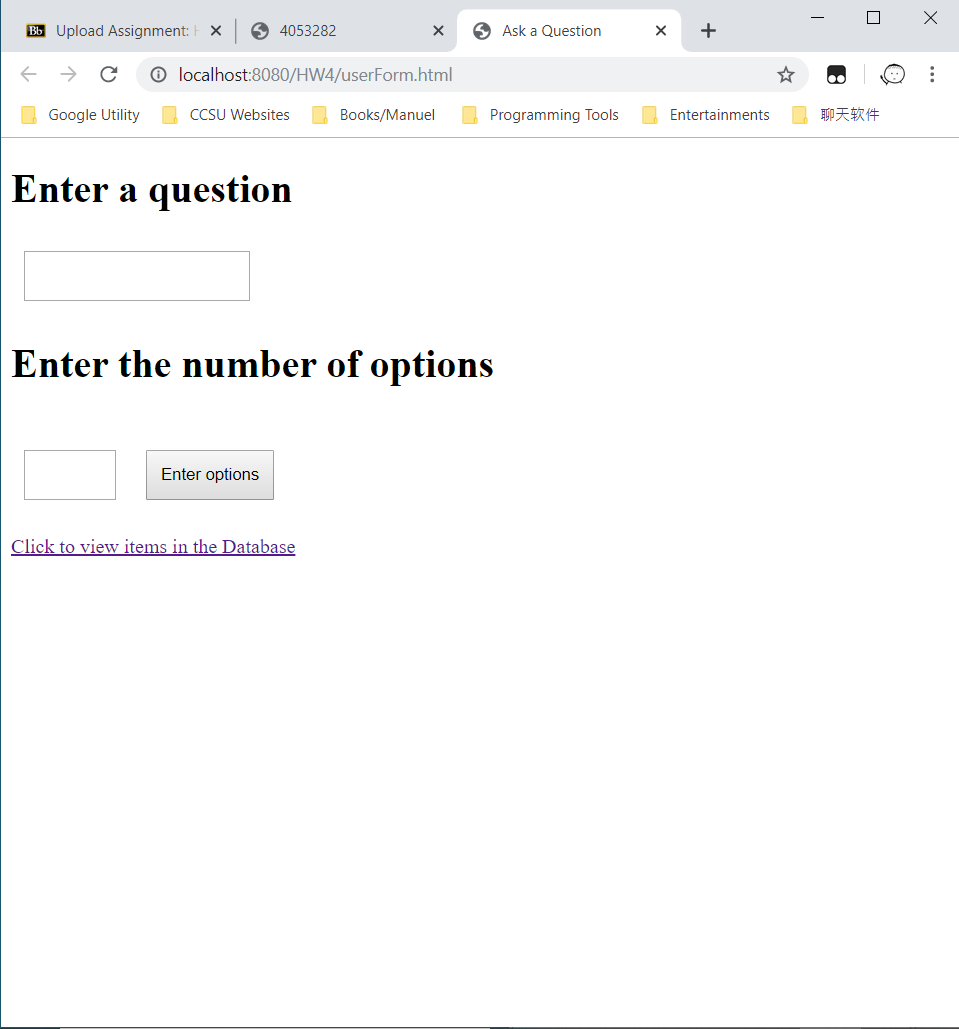 Bb Upload Assignment: 4053282 Ask a Question
localhost:8080/HW4/userForm.html
Google Utility CCSU Websites Books/Manuel Programming Tools Entertainments 聊天软件
Enter a question
Enter the number of options
Enter options
Click to view items in the Database